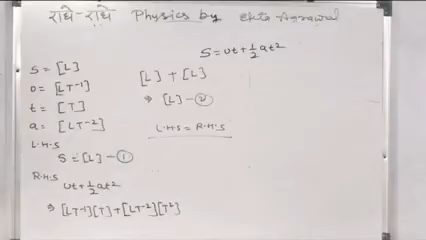 राधे-राधे Physics by Ekta Agrawal
S = ut + 1/2 at²
S = [L]
u = [LT⁻¹]
t = [T]
a = [LT⁻²]
L.H.S
S = [L] — ①
R.H.S
ut + 1/2 at²
⇒ [LT⁻¹][T] + [LT⁻²][T²]
[L] + [L]
⇒ [L] — ②
L.H.S = R.H.S